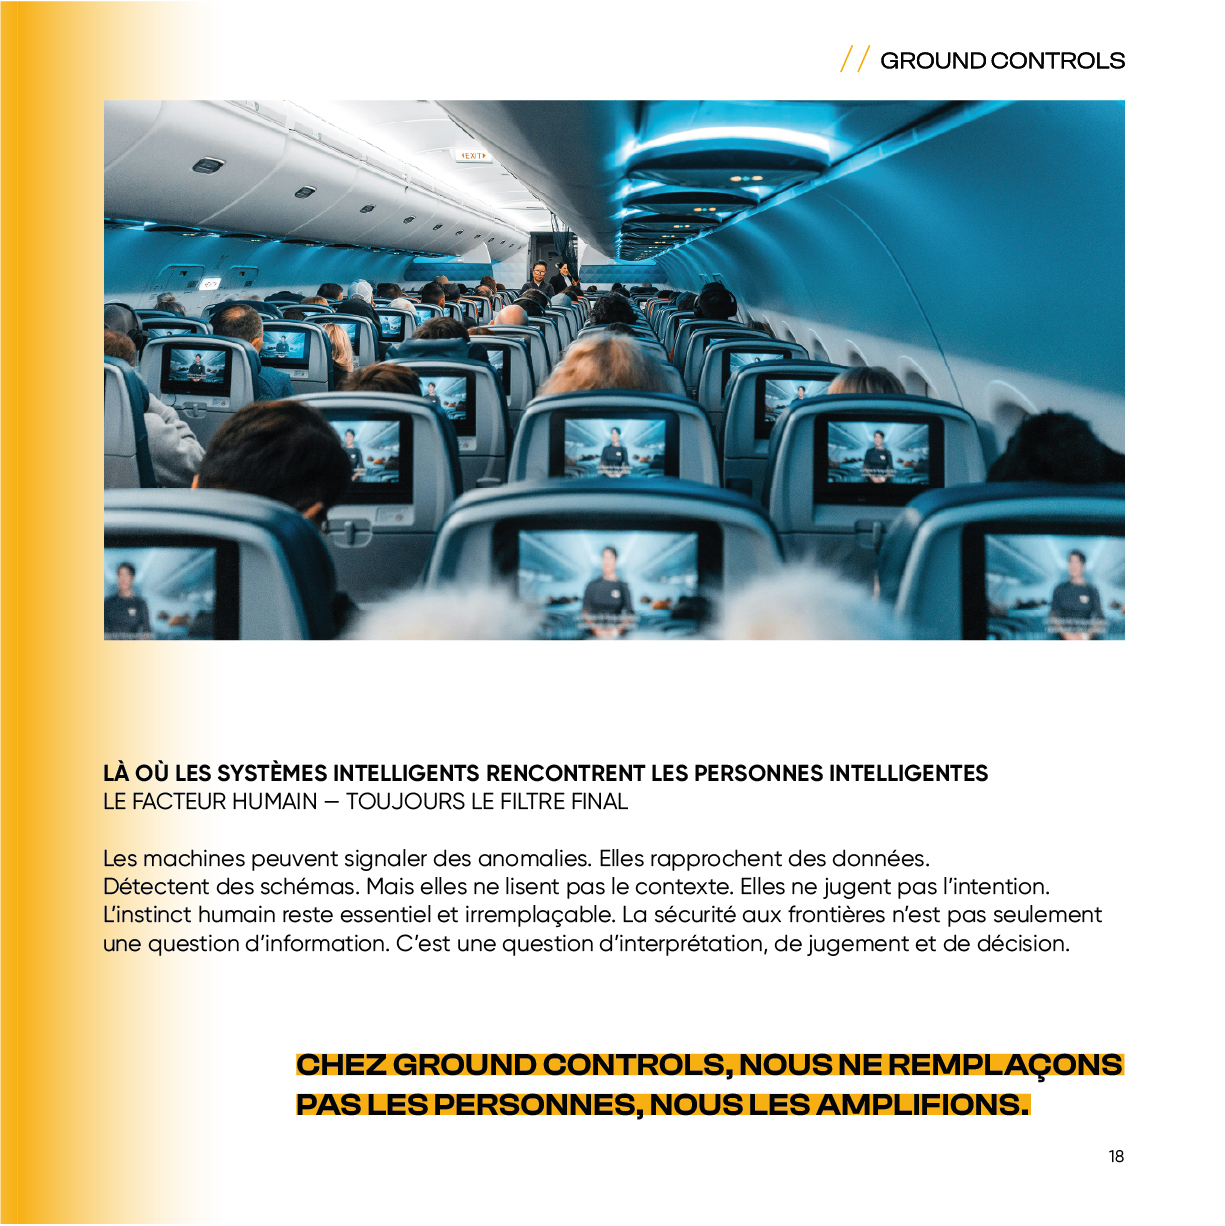 // GROUND CONTROLS
EXIT
LÀ OÙ LES SYSTÈMES INTELLIGENTS RENCONTRENT LES PERSONNES INTELLIGENTES
LE FACTEUR HUMAIN — TOUJOURS LE FILTRE FINAL
Les machines peuvent signaler des anomalies. Elles rapprochent des données.
Détectent des schémas. Mais elles ne lisent pas le contexte. Elles ne jugent pas l’intention.
L’instinct humain reste essentiel et irremplaçable. La sécurité aux frontières n’est pas seulement
une question d’information. C’est une question d’interprétation, de jugement et de décision.
CHEZ GROUND CONTROLS, NOUS NE REMPLAÇONS
PAS LES PERSONNES, NOUS LES AMPLIFIONS.
18